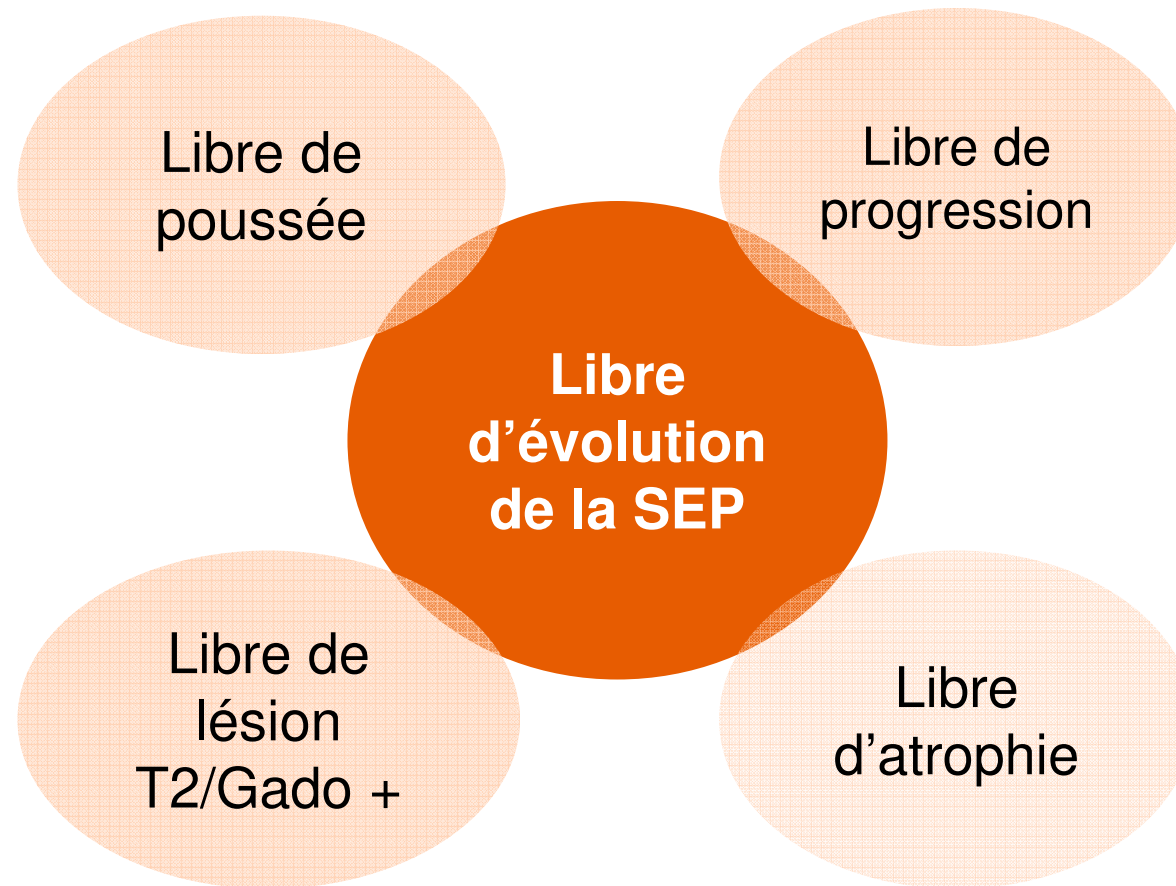 Libre de
poussée
Libre de
progression
Libre
d’évolution
de la SEP
Libre de
lésion
T2/Gado +
Libre
d’atrophie